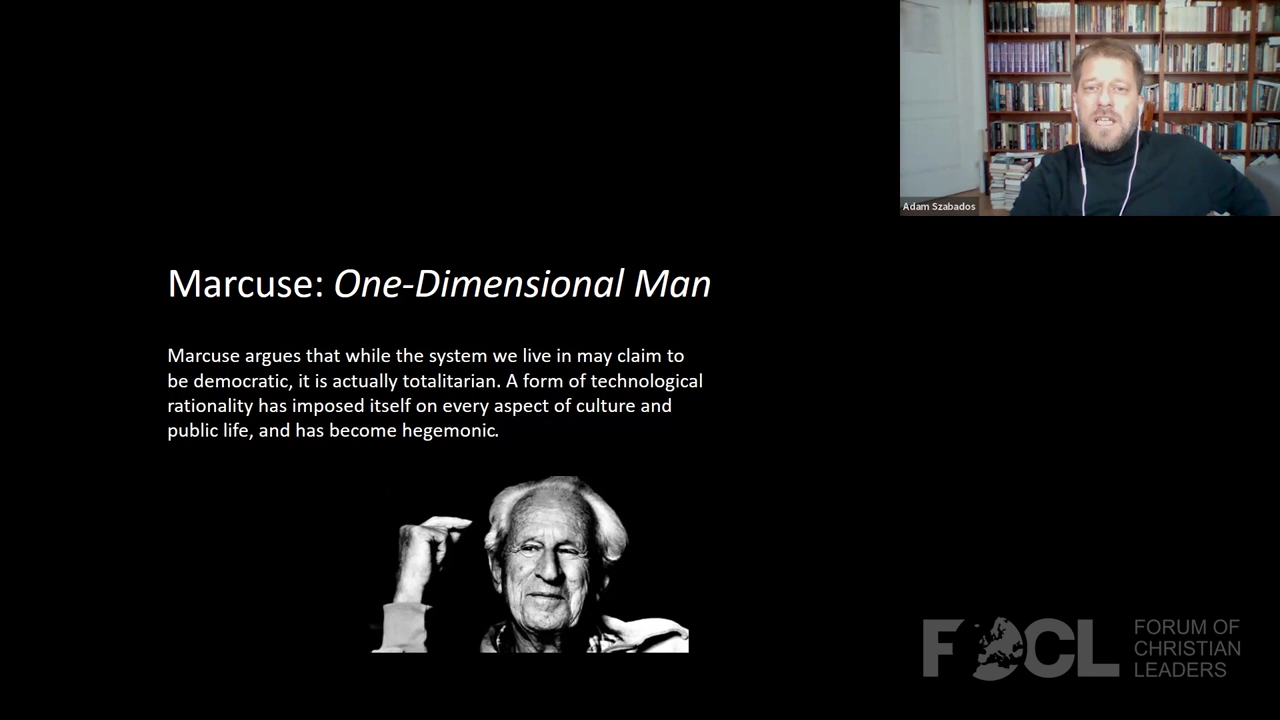 Adam Szabados
Marcuse: One-Dimensional Man
Marcuse argues that while the system we live in may claim to
be democratic, it is actually totalitarian. A form of technological
rationality has imposed itself on every aspect of culture and
public life, and has become hegemonic.
FOCL
FORUM OF
CHRISTIAN
LEADERS